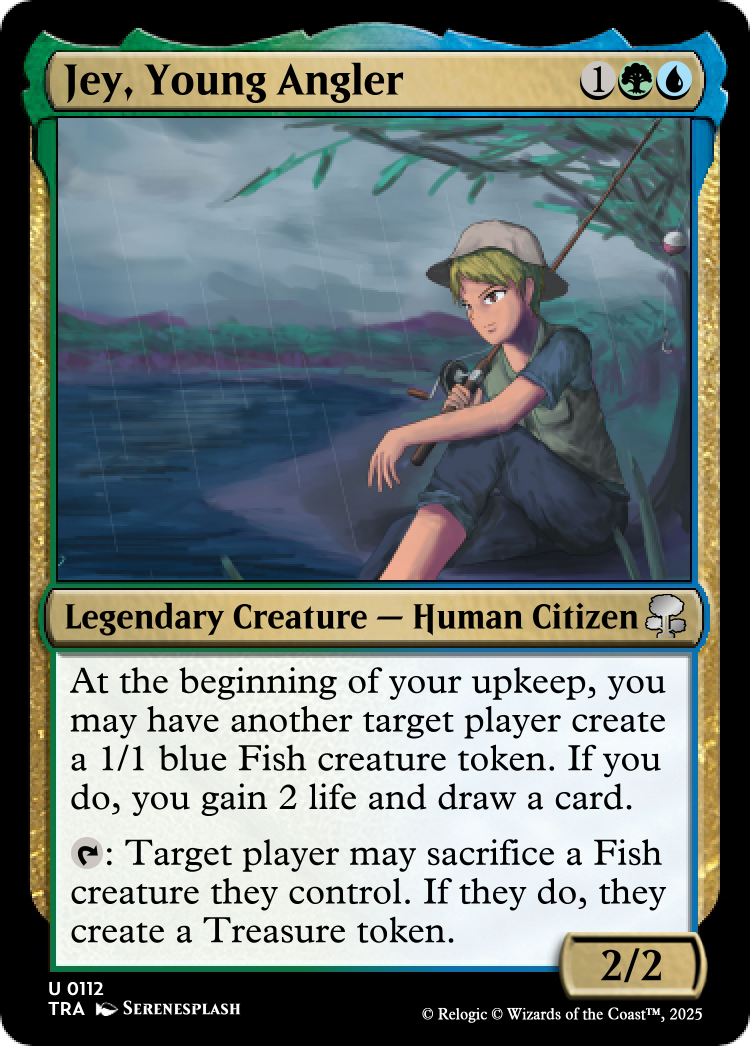 Jey, Young Angler
1
Legendary Creature — Human Citizen
At the beginning of your upkeep, you
may have another target player create
a 1/1 blue Fish creature token. If you
do, you gain 2 life and draw a card.
: Target player may sacrifice a Fish
creature they control. If they do, they
create a Treasure token.
2/2
U 0112
TRA SERENESPLASH
© Relogic © Wizards of the Coast™, 2025